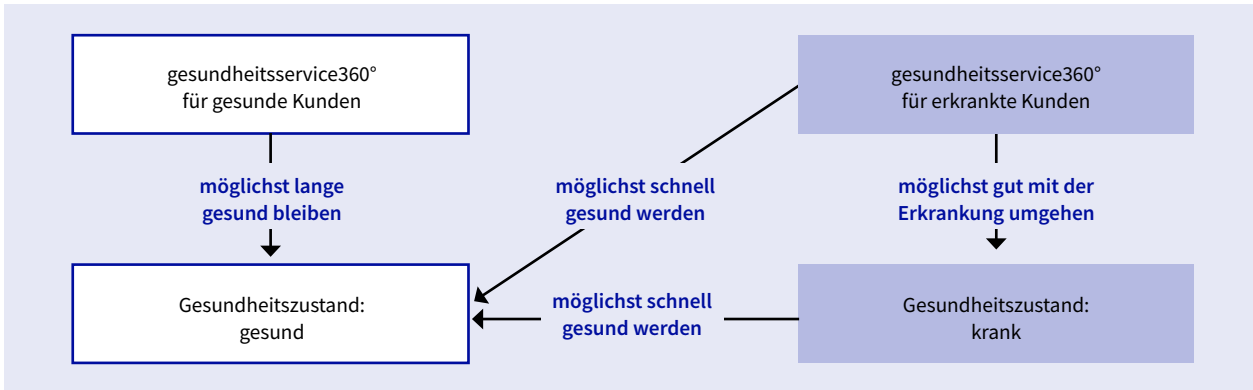 gesundheitsservice360°
für gesunde Kunden
gesundheitsservice360°
für erkrankte Kunden
möglichst lange
gesund bleiben
möglichst schnell
gesund werden
möglichst gut mit der
Erkrankung umgehen
Gesundheitszustand:
gesund
möglichst schnell
gesund werden
Gesundheitszustand:
krank